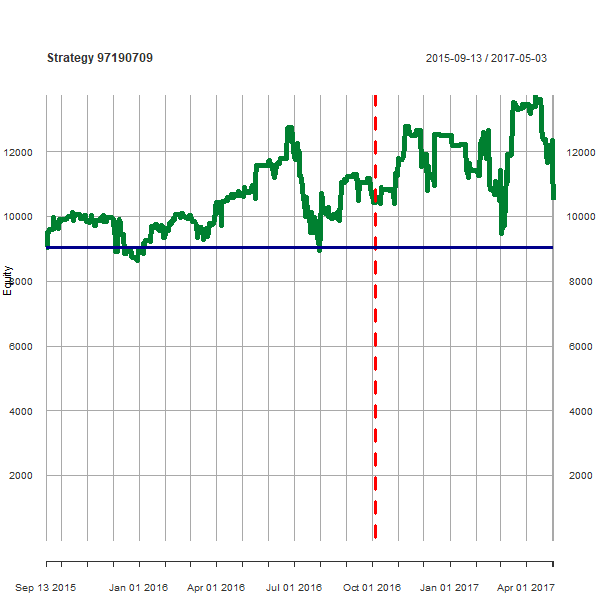 Strategy 97190709
2015-09-13 / 2017-05-03
12000
12000
10000
10000
Equity
8000
8000
6000
6000
4000
4000
2000
2000
Sep 13 2015
Jan 01 2016
Apr 01 2016
Jul 01 2016
Oct 01 2016
Jan 01 2017
Apr 01 2017